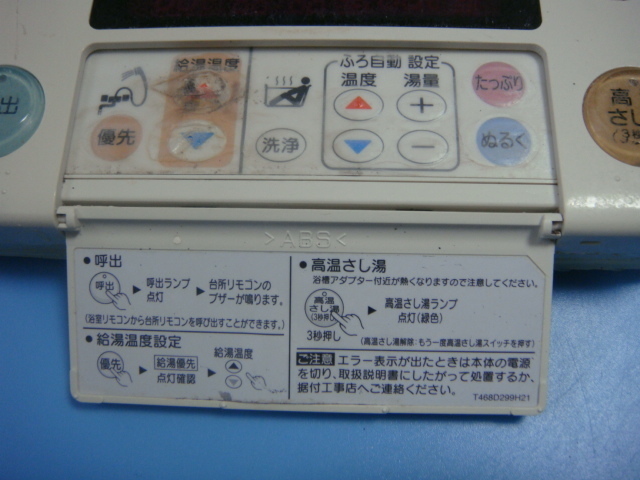 給湯温度
ふろ自動 設定
温度 湯量
たっぷり
出
優先
洗浄
ぬるく
高
さし
(3秒
>ABS<
● 呼出
呼出
呼出ランプ
点灯
台所リモコンの
ブザーが鳴ります。
(浴室リモコンから台所リモコンを呼び出すことができます。)
● 給湯温度設定
優先
給湯優先
点灯確認
給湯温度
● 高温さし湯
浴槽アダプター付近が熱くなりますので注意してください。
高温
さし湯
(3秒押し)
3秒押し
高温さし湯ランプ
点灯(緑色)
(高温さし湯解除:もう一度高温さし湯スイッチを押す)
ご注意 エラー表示が出たときは本体の電源
を切り、取扱説明書にしたがって処置するか、
据付工事店へご連絡ください。
T468D299H21